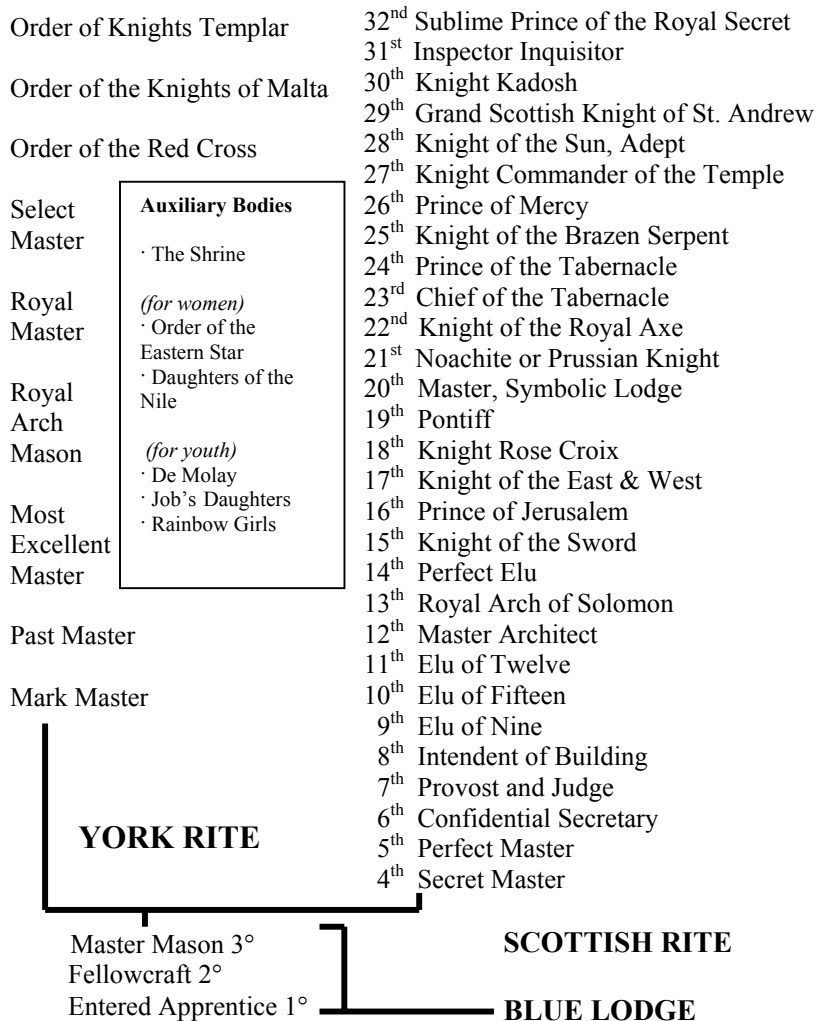 Order of Knights Templar
Order of the Knights of Malta
Order of the Red Cross
Select
Master
Royal
Master
Royal
Arch
Mason
Most
Excellent
Master
Past Master
Mark Master
Auxiliary Bodies
· The Shrine
(for women)
· Order of the
Eastern Star
· Daughters of the
Nile
(for youth)
· De Molay
· Job's Daughters
· Rainbow Girls
32nd Sublime Prince of the Royal Secret
31st Inspector Inquisitor
30th Knight Kadosh
29th Grand Scottish Knight of St. Andrew
28th Knight of the Sun, Adept
27th Knight Commander of the Temple
26th Prince of Mercy
25th Knight of the Brazen Serpent
24th Prince of the Tabernacle
23rd Chief of the Tabernacle
22nd Knight of the Royal Axe
21st Noachite or Prussian Knight
20th Master, Symbolic Lodge
19th Pontiff
18th Knight Rose Croix
17th Knight of the East & West
16th Prince of Jerusalem
15th Knight of the Sword
14th Perfect Elu
13th Royal Arch of Solomon
12th Master Architect
11th Elu of Twelve
10th Elu of Fifteen
9th Elu of Nine
8th Intendent of Building
7th Provost and Judge
6th Confidential Secretary
5th Perfect Master
4th Secret Master
YORK RITE
Master Mason 3°
Fellowcraft 2°
Entered Apprentice 1°
SCOTTISH RITE
BLUE LODGE